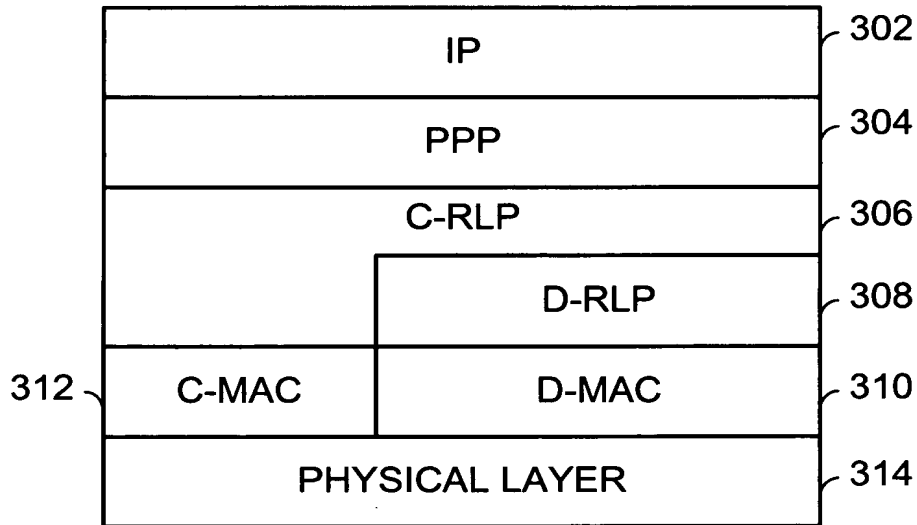 IP 302
PPP 304
C-RLP 306
D-RLP 308
312 C-MAC D-MAC 310
PHYSICAL LAYER 314